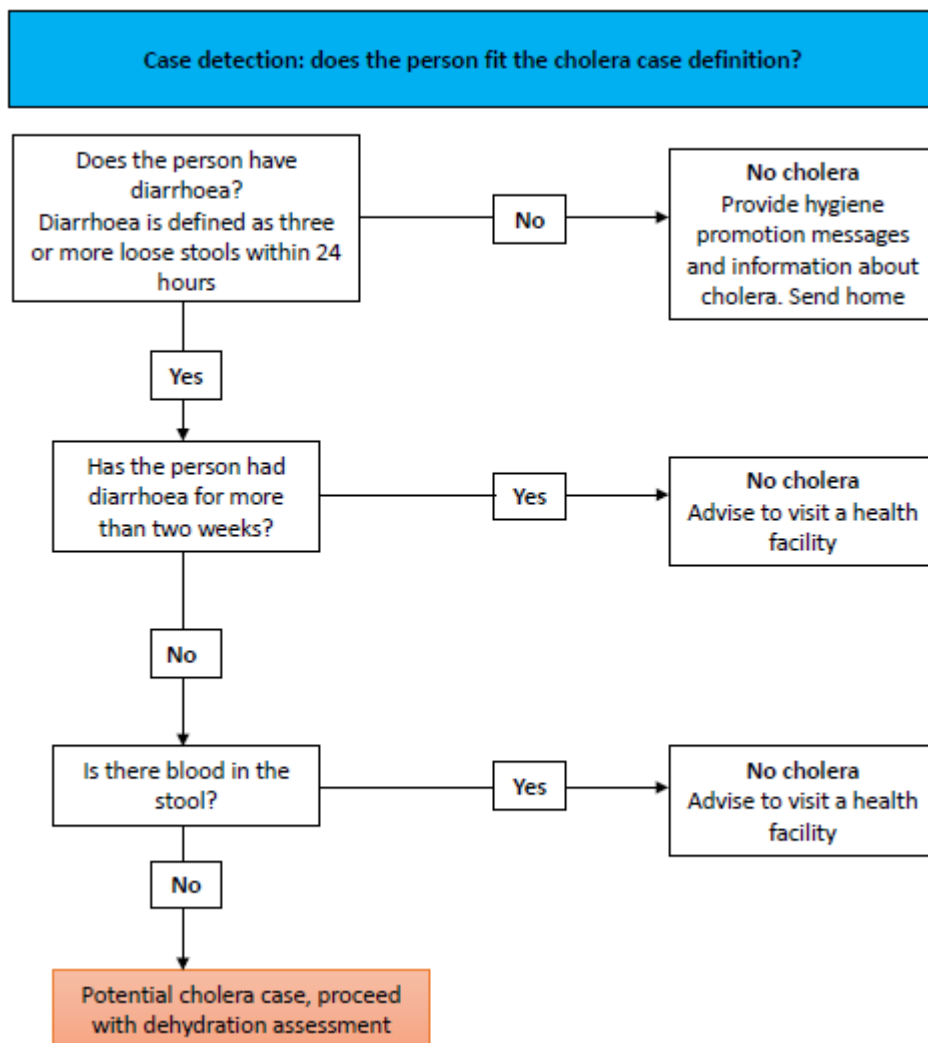 Case detection: does the person fit the cholera case definition?
Does the person have
diarrhoea?
Diarrhoea is defined as three
or more loose stools within 24
hours
No
No cholera
Provide hygiene
promotion messages
and information about
cholera. Send home
Yes
Has the person had
diarrhoea for more
than two weeks?
Yes
No cholera
Advise to visit a health
facility
No
Is there blood in the
stool?
Yes
No cholera
Advise to visit a health
facility
No
Potential cholera case, proceed
with dehydration assessment